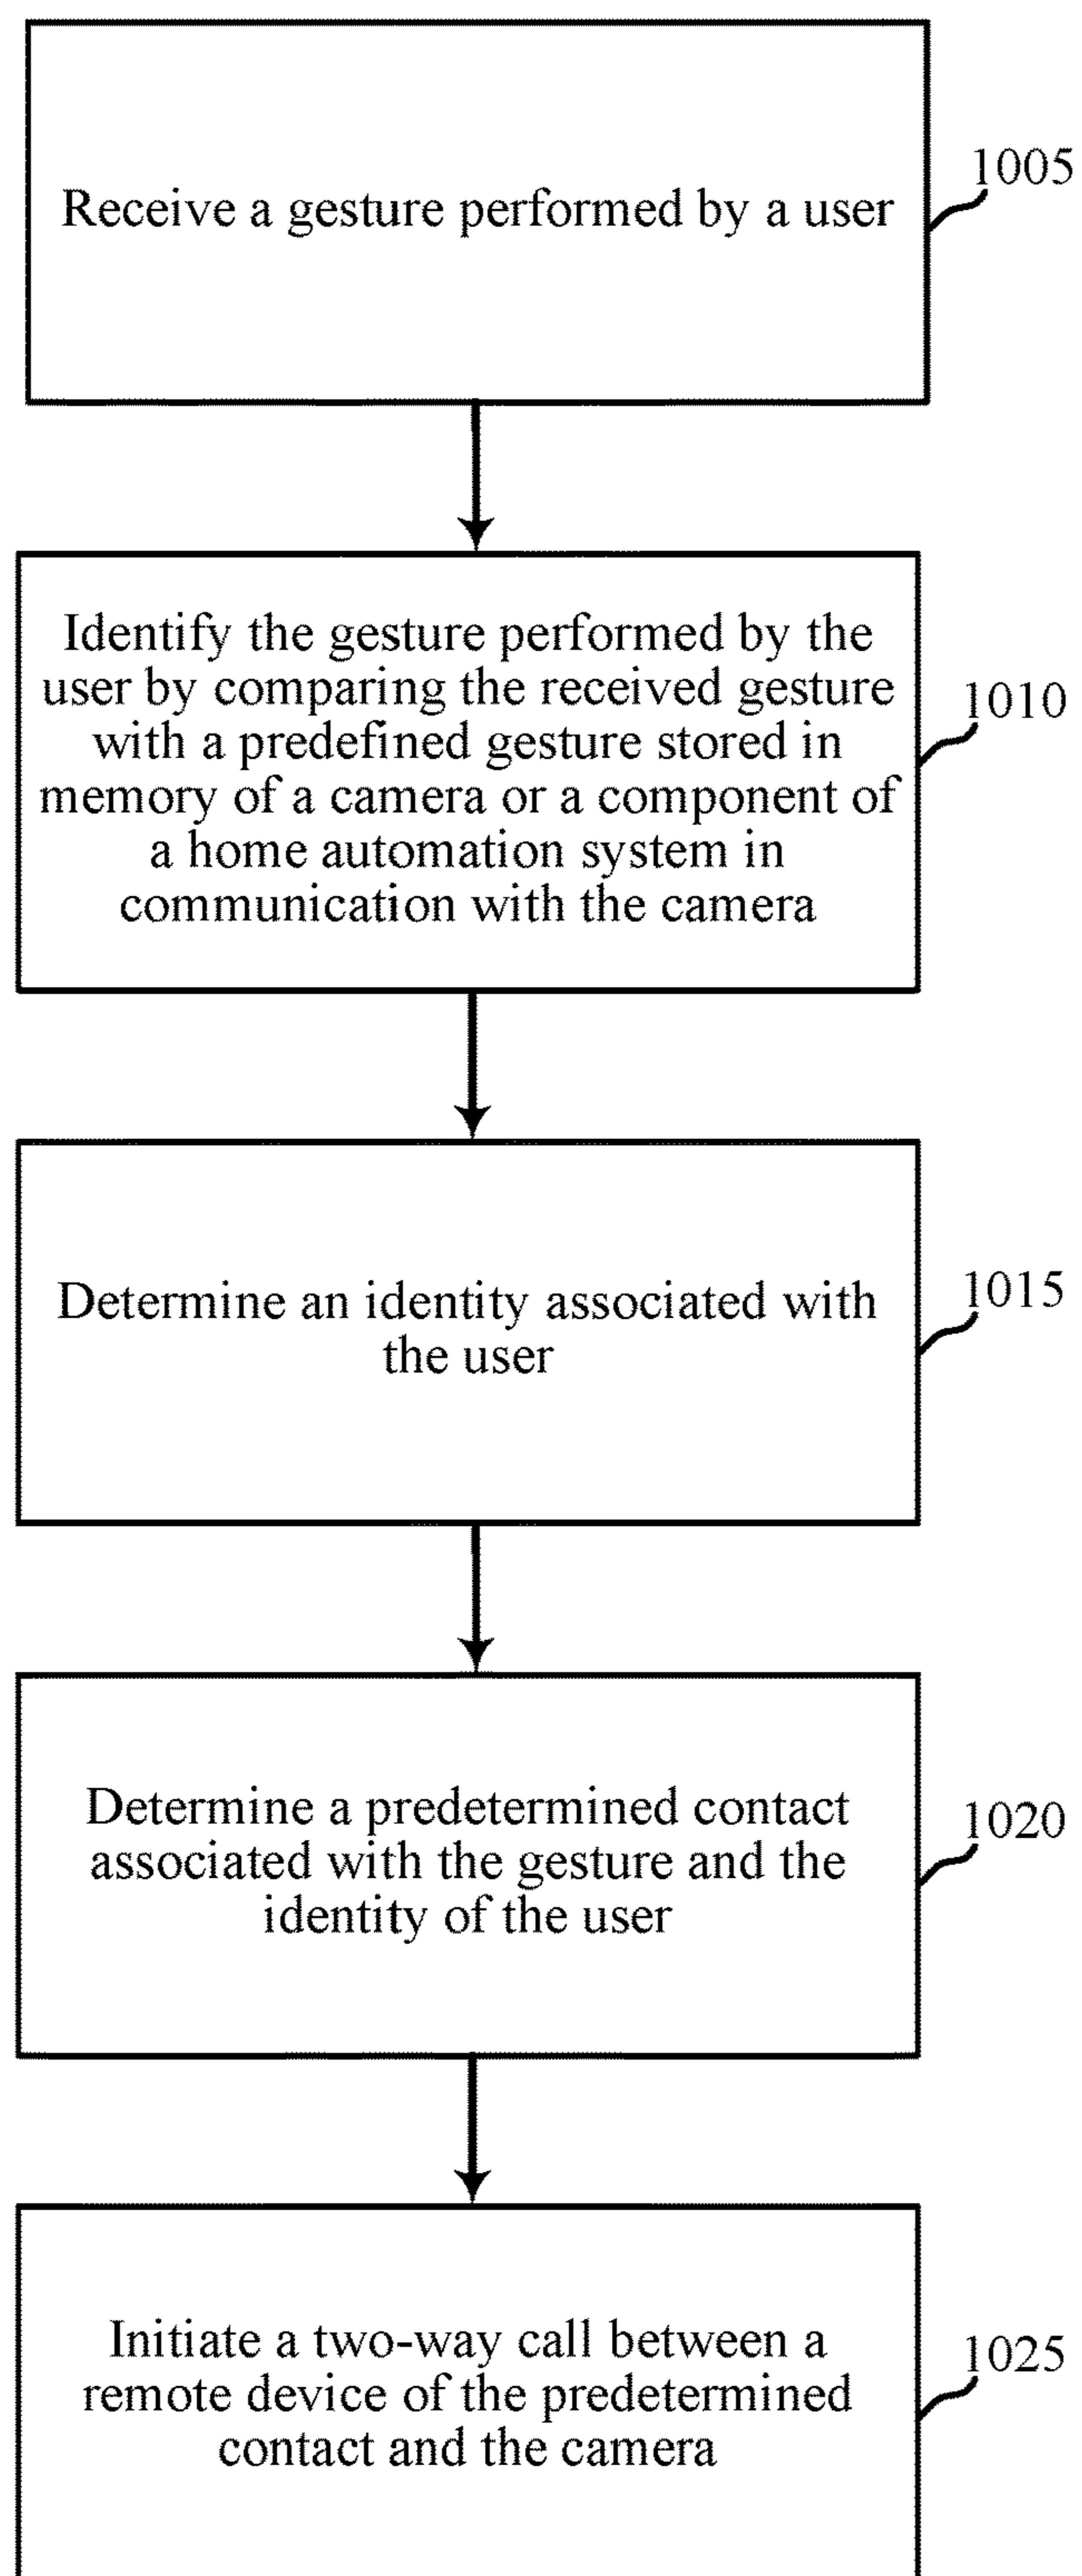 Receive a gesture performed by a user
1005
Identify the gesture performed by the
user by comparing the received gesture
with a predefined gesture stored in
memory of a camera or a component of
a home automation system in
communication with the camera
1010
Determine an identity associated with
the user
1015
Determine a predetermined contact
associated with the gesture and the
identity of the user
1020
Initiate a two-way call between a
remote device of the predetermined
contact and the camera
1025